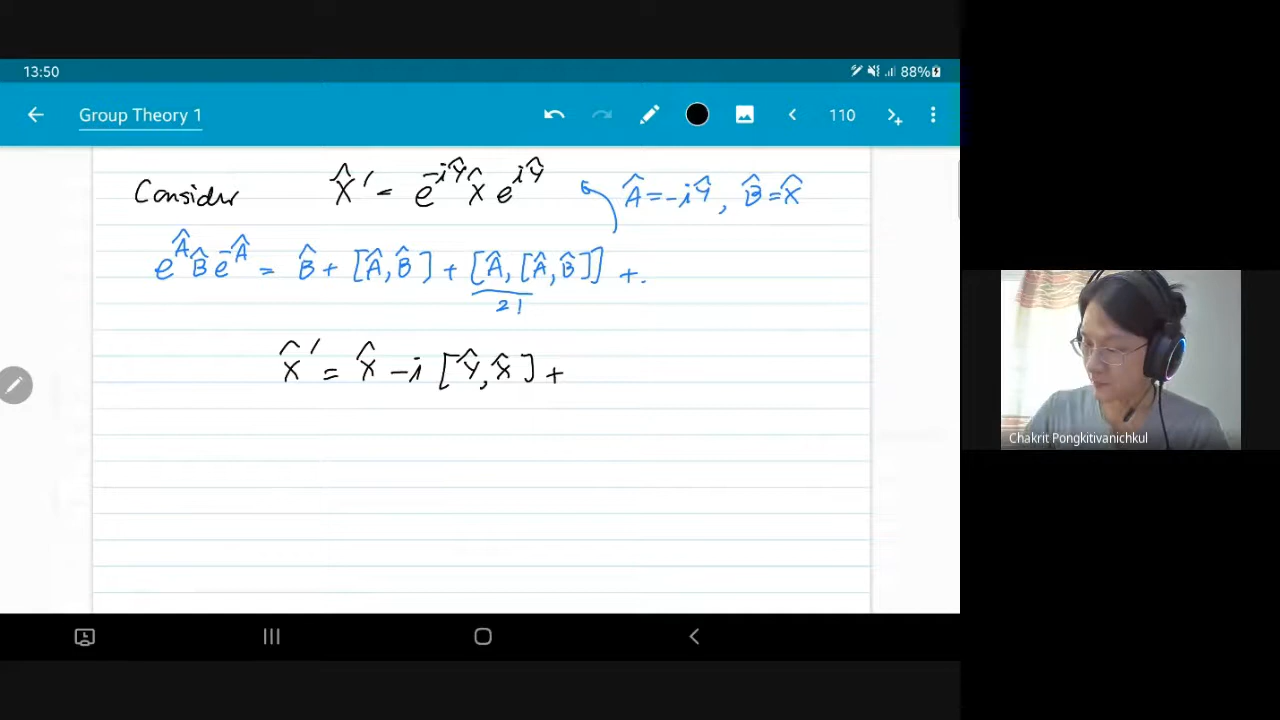 13:50 88%
Group Theory 1 110
Consider X̂' = e^{-iŶ} X̂ e^{iŶ} Â = -iŶ, B̂ = X̂
e^{Â} B̂ e^{-Â} = B̂ + [Â, B̂] + [Â, [Â, B̂]]/2! + .
X̂' = X̂ - i [Ŷ, X̂] +
Chakrit Pongkitivanichkul